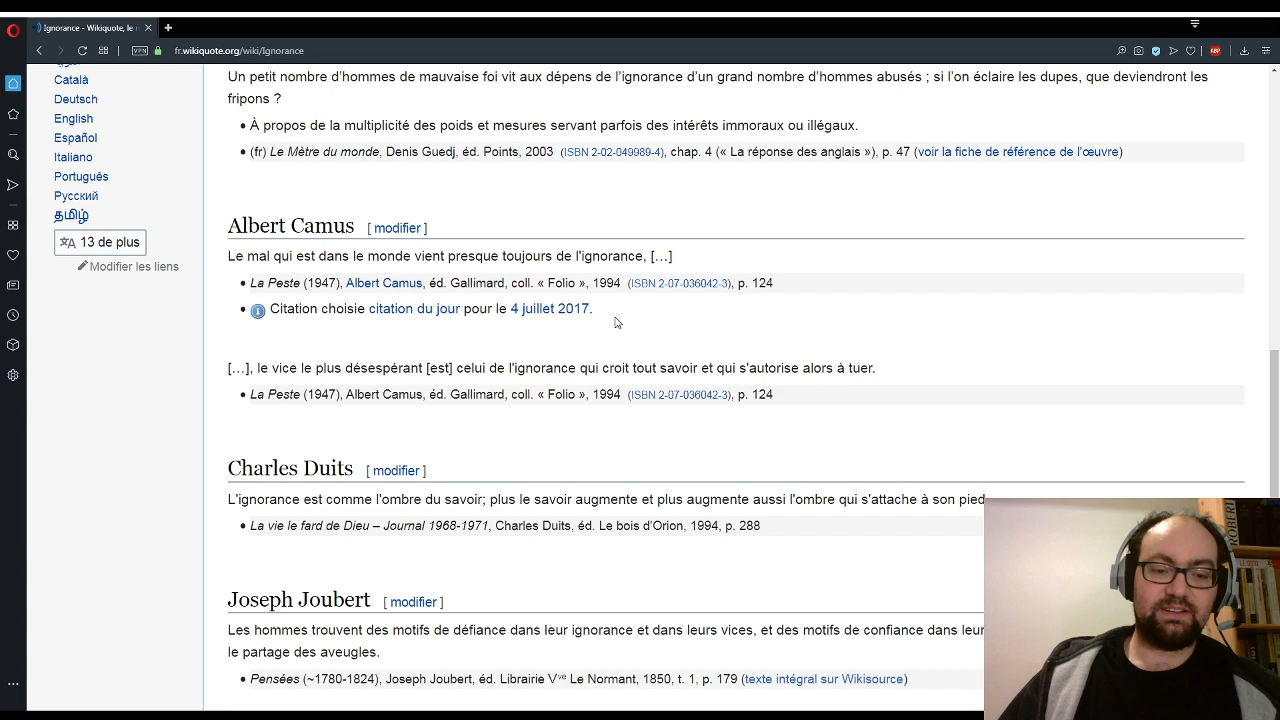 Ignorance - Wikiquote, le r
VPN
fr.wikiquote.org/wiki/Ignorance
ABP
Català
Deutsch
English
Español
Italiano
Português
Русский
தமிழ்
13 de plus
Modifier les liens
Un petit nombre d'hommes de mauvaise foi vit aux dépens de l'ignorance d'un grand nombre d'hommes abusés ; si l'on éclaire les dupes, que deviendront les
fripons ?
• À propos de la multiplicité des poids et mesures servant parfois des intérêts immoraux ou illégaux.
• (fr) Le Mètre du monde, Denis Guedj, éd. Points, 2003 (ISBN 2-02-049989-4), chap. 4 (« La réponse des anglais »), p. 47 (voir la fiche de référence de l'œuvre)
Albert Camus [ modifier ]
Le mal qui est dans le monde vient presque toujours de l'ignorance, […]
• La Peste (1947), Albert Camus, éd. Gallimard, coll. « Folio », 1994 (ISBN 2-07-036042-3), p. 124
• Citation choisie citation du jour pour le 4 juillet 2017.
[…], le vice le plus désespérant [est] celui de l'ignorance qui croit tout savoir et qui s'autorise alors à tuer.
• La Peste (1947), Albert Camus, éd. Gallimard, coll. « Folio », 1994 (ISBN 2-07-036042-3), p. 124
Charles Duits [ modifier ]
L'ignorance est comme l'ombre du savoir; plus le savoir augmente et plus augmente aussi l'ombre qui s'attache à son pied
• La vie le fard de Dieu – Journal 1968-1971, Charles Duits, éd. Le bois d'Orion, 1994, p. 288
Joseph Joubert [ modifier ]
Les hommes trouvent des motifs de défiance dans leur ignorance et dans leurs vices, et des motifs de confiance dans leur
le partage des aveugles.
• Pensées (~1780-1824), Joseph Joubert, éd. Librairie Vve Le Normant, 1850, t. 1, p. 179 (texte intégral sur Wikisource)
ROBERT